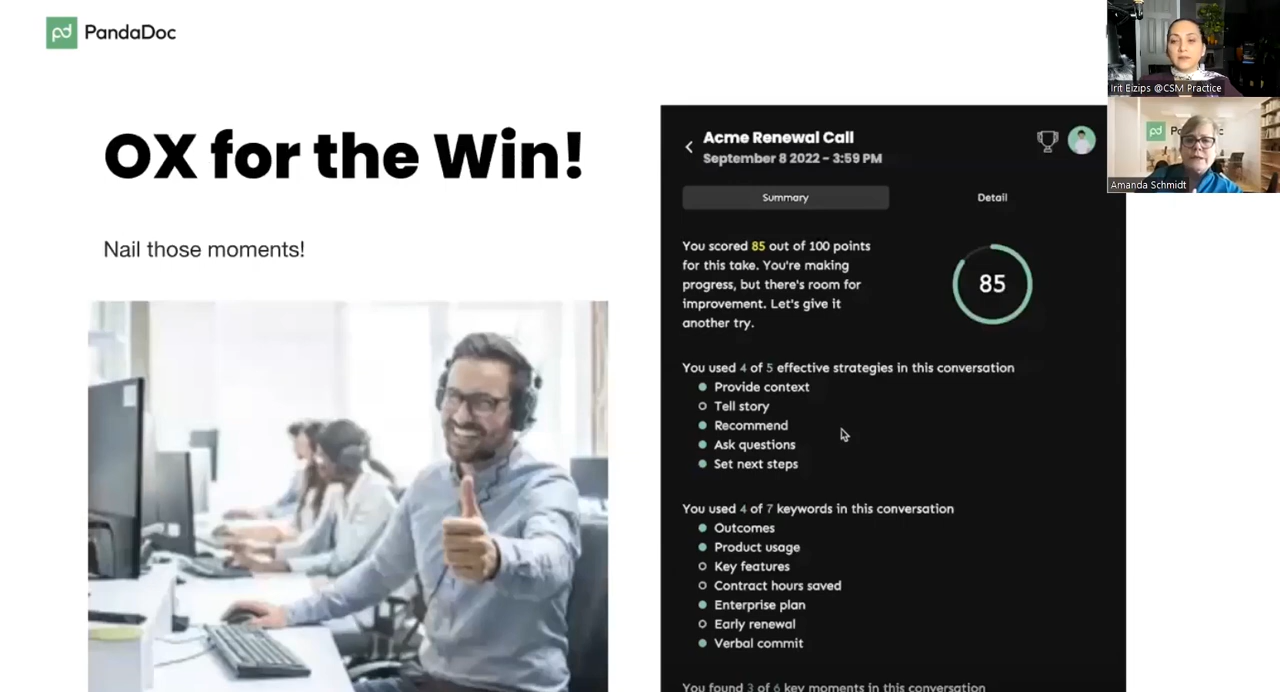 PandaDoc
OX for the Win!
Nail those moments!
Acme Renewal Call
September 8 2022 - 3:59 PM
Summary
Detail
You scored 85 out of 100 points
for this take. You're making
progress, but there's room for
improvement. Let's give it
another try.
85
You used 4 of 5 effective strategies in this conversation
Provide context
Tell story
Recommend
Ask questions
Set next steps
You used 4 of 7 keywords in this conversation
Outcomes
Product usage
Key features
Contract hours saved
Enterprise plan
Early renewal
Verbal commit
You found 3 of 6 key moments in this conversation
Irit Eizips @CSM Practice
Amanda Schmidt